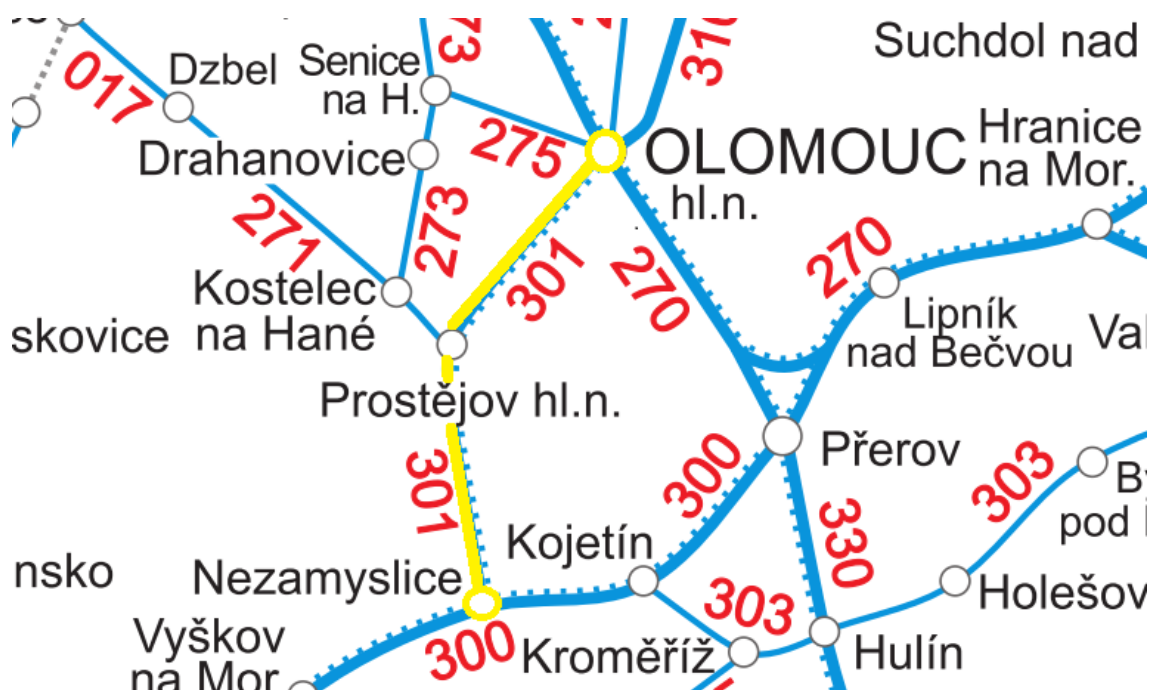 Suchdol nad
017
Dzbel
Senice
na H.
310
Hranice
na Mor.
OLOMOUC
hl.n.
275
Drahanovice
271
273
301
270
270
Kostelec
na Hané
Lipník
nad Bečvou
skovice
Prostějov hl.n.
Přerov
301
300
303
330
pod
Kojetín
nsko
Nezamyslice
303
Holešov
Vyškov
na Mor
300
Kroměříž
Hulín